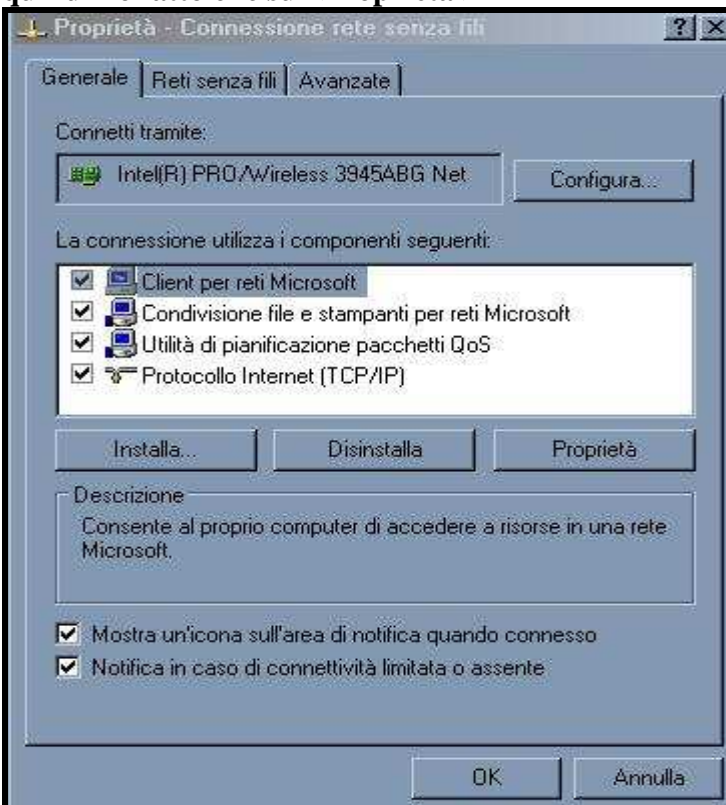 Proprietà - Connessione rete senza fili
Generale
Reti senza fili
Avanzate
Connetti tramite:
Intel(R) PRO/Wireless 3945ABG Net
Configura...
La connessione utilizza i componenti seguenti:
Client per reti Microsoft
Condivisione file e stampanti per reti Microsoft
Utilità di pianificazione pacchetti QoS
Protocollo Internet (TCP/IP)
Installa...
Disinstalla
Proprietà
Descrizione
Consente al proprio computer di accedere a risorse in una rete
Microsoft.
Mostra un'icona sull'area di notifica quando connesso
Notifica in caso di connettività limitata o assente
OK
Annulla